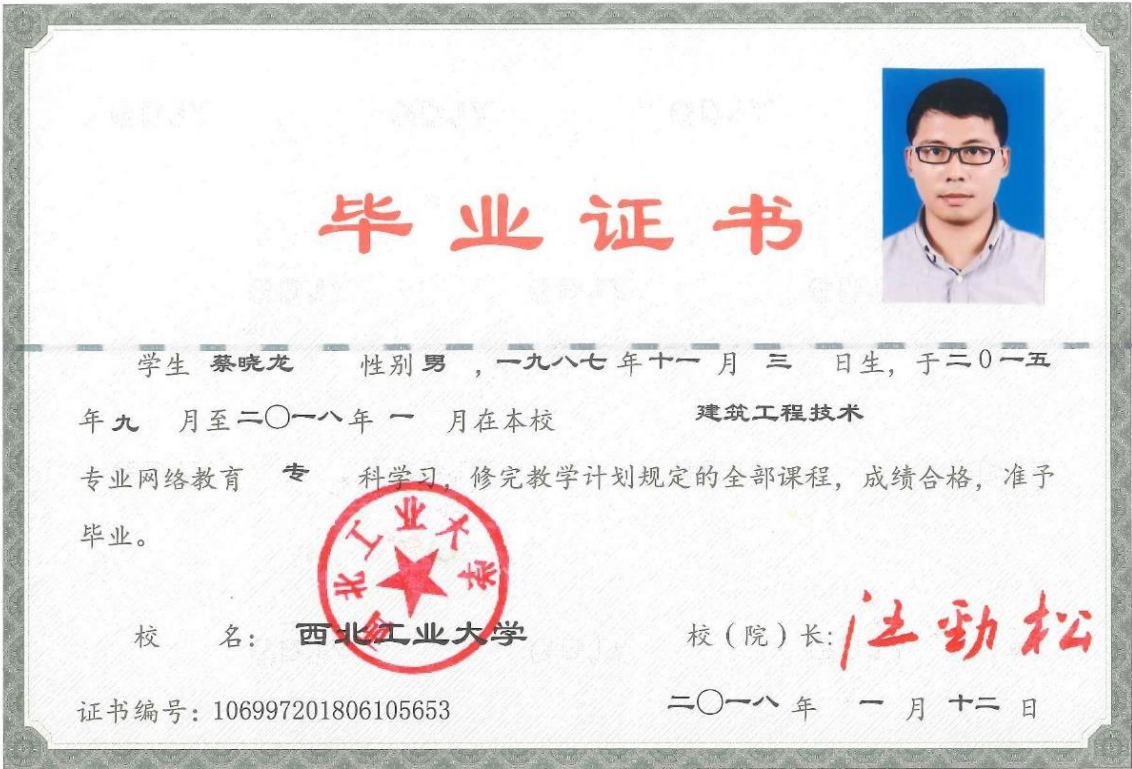 毕业证书
学生 蔡晓龙 性别 男 ，一九八七 年 十一 月 三 日生，于二0一五
年 九 月至二〇一八年 一 月在本校 建筑工程技术
专业网络教育 专 科学习，修完教学计划规定的全部课程，成绩合格，准予
毕业。
西北工业大学
校 名： 西北工业大学 校（院）长: 汪劲松
证书编号：106997201806105653 二〇一八 年 一 月 十二 日